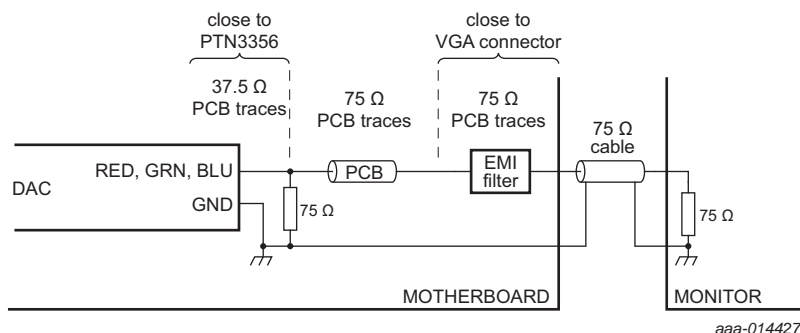 close to
PTN3356
close to
VGA connector
37.5 Ω
PCB traces
75 Ω
PCB traces
75 Ω
PCB traces
75 Ω
cable
DAC
RED, GRN, BLU
GND
75 Ω
PCB
EMI
filter
75 Ω
MOTHERBOARD
MONITOR
aaa-014427